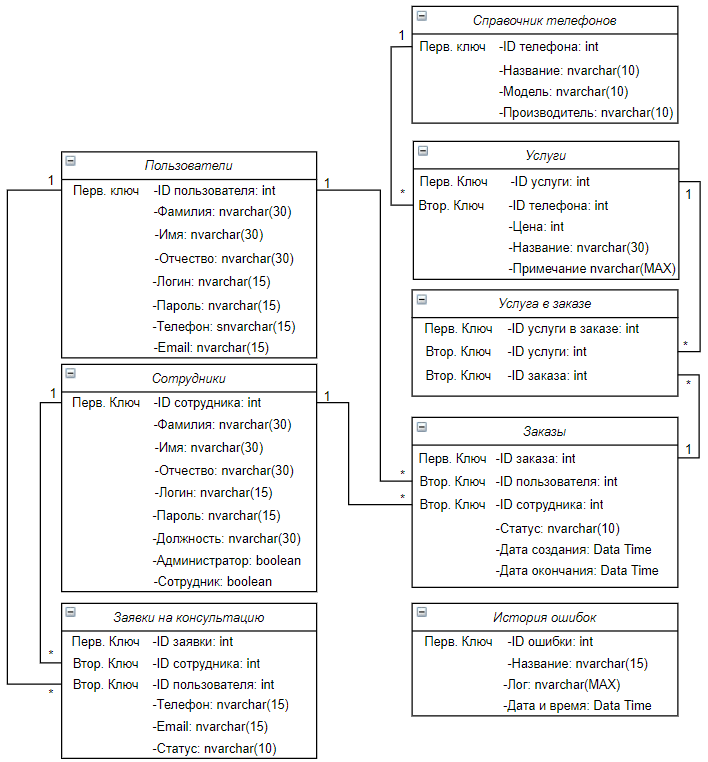 Справочник телефонов
1
Перв. ключ -ID телефона: int
-Название: nvarchar(10)
-Модель: nvarchar(10)
-Производитель: nvarchar(10)
Услуги
Перв. Ключ -ID услуги: int
1
*
Втор. Ключ -ID телефона: int
-Цена: int
-Название: nvarchar(30)
-Примечание nvarchar(MAX)
Услуга в заказе
Перв. Ключ -ID услуги в заказе: int
Втор. Ключ -ID услуги: int
*
Втор. Ключ -ID заказа: int
*
Заказы
Перв. Ключ -ID заказа: int
1
*
Втор. Ключ -ID пользователя: int
*
Втор. Ключ -ID сотрудника: int
-Статус: nvarchar(10)
-Дата создания: Data Time
-Дата окончания: Data Time
История ошибок
Перв. Ключ -ID ошибки: int
-Название: nvarchar(15)
-Лог: nvarchar(MAX)
-Дата и время: Data Time
Пользователи
1
Перв. ключ -ID пользователя: int
1
-Фамилия: nvarchar(30)
-Имя: nvarchar(30)
-Отчество: nvarchar(30)
-Логин: nvarchar(15)
-Пароль: nvarchar(15)
-Телефон: snvarchar(15)
-Email: nvarchar(15)
Сотрудники
1
Перв. Ключ -ID сотрудника: int
1
-Фамилия: nvarchar(30)
-Имя: nvarchar(30)
-Отчество: nvarchar(30)
-Логин: nvarchar(15)
-Пароль: nvarchar(15)
-Должность: nvarchar(30)
-Администратор: boolean
-Сотрудник: boolean
Заявки на консультацию
Перв. Ключ -ID заявки: int
*
Втор. Ключ -ID сотрудника: int
*
Втор. Ключ -ID пользователя: int
-Телефон: nvarchar(15)
-Email: nvarchar(15)
-Статус: nvarchar(10)